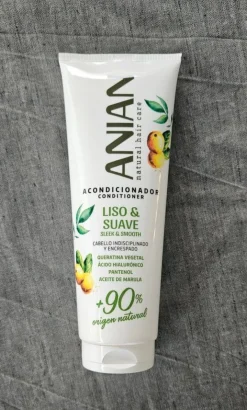 ANIAN
natural hair care
ACONDICIONADOR
CONDITIONER
LISO &
SUAVE
SLEEK & SMOOTH
CABELLO INDISCIPLINADO
Y ENCRESPADO
QUERATINA VEGETAL
ÁCIDO HIALURÓNICO
PANTENOL
ACEITE DE MARULA
+90%
origen natural